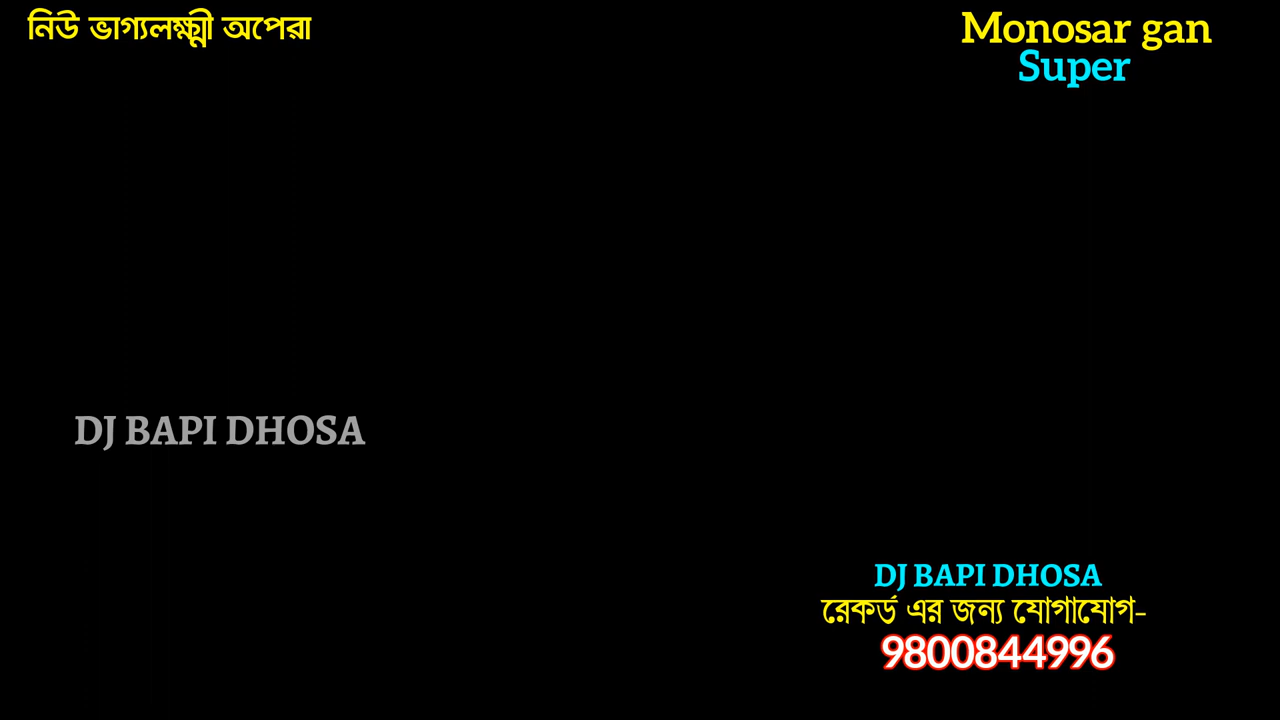 নিউ ভাগ্যলক্ষ্মী অপেরা
Monosar gan
Super
DJ BAPI DHOSA
DJ BAPI DHOSA
রেকর্ড এর জন্য যোগাযোগ-
9800844996